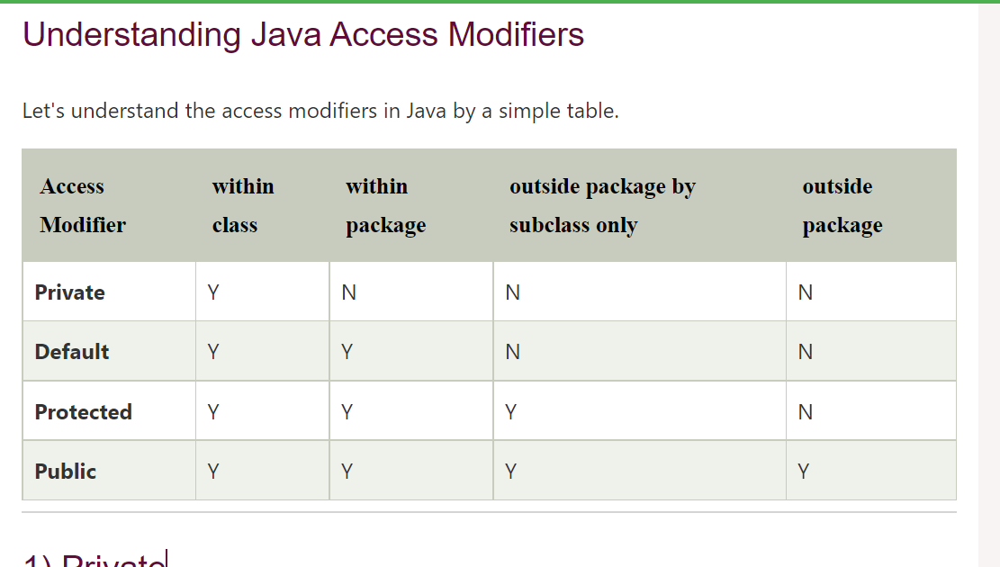 Understanding Java Access Modifiers
Let's understand the access modifiers in Java by a simple table.
Access Modifier within class within package outside package by subclass only outside package
Private Y N N N
Default Y Y N N
Protected Y Y Y N
Public Y Y Y Y
1) Private